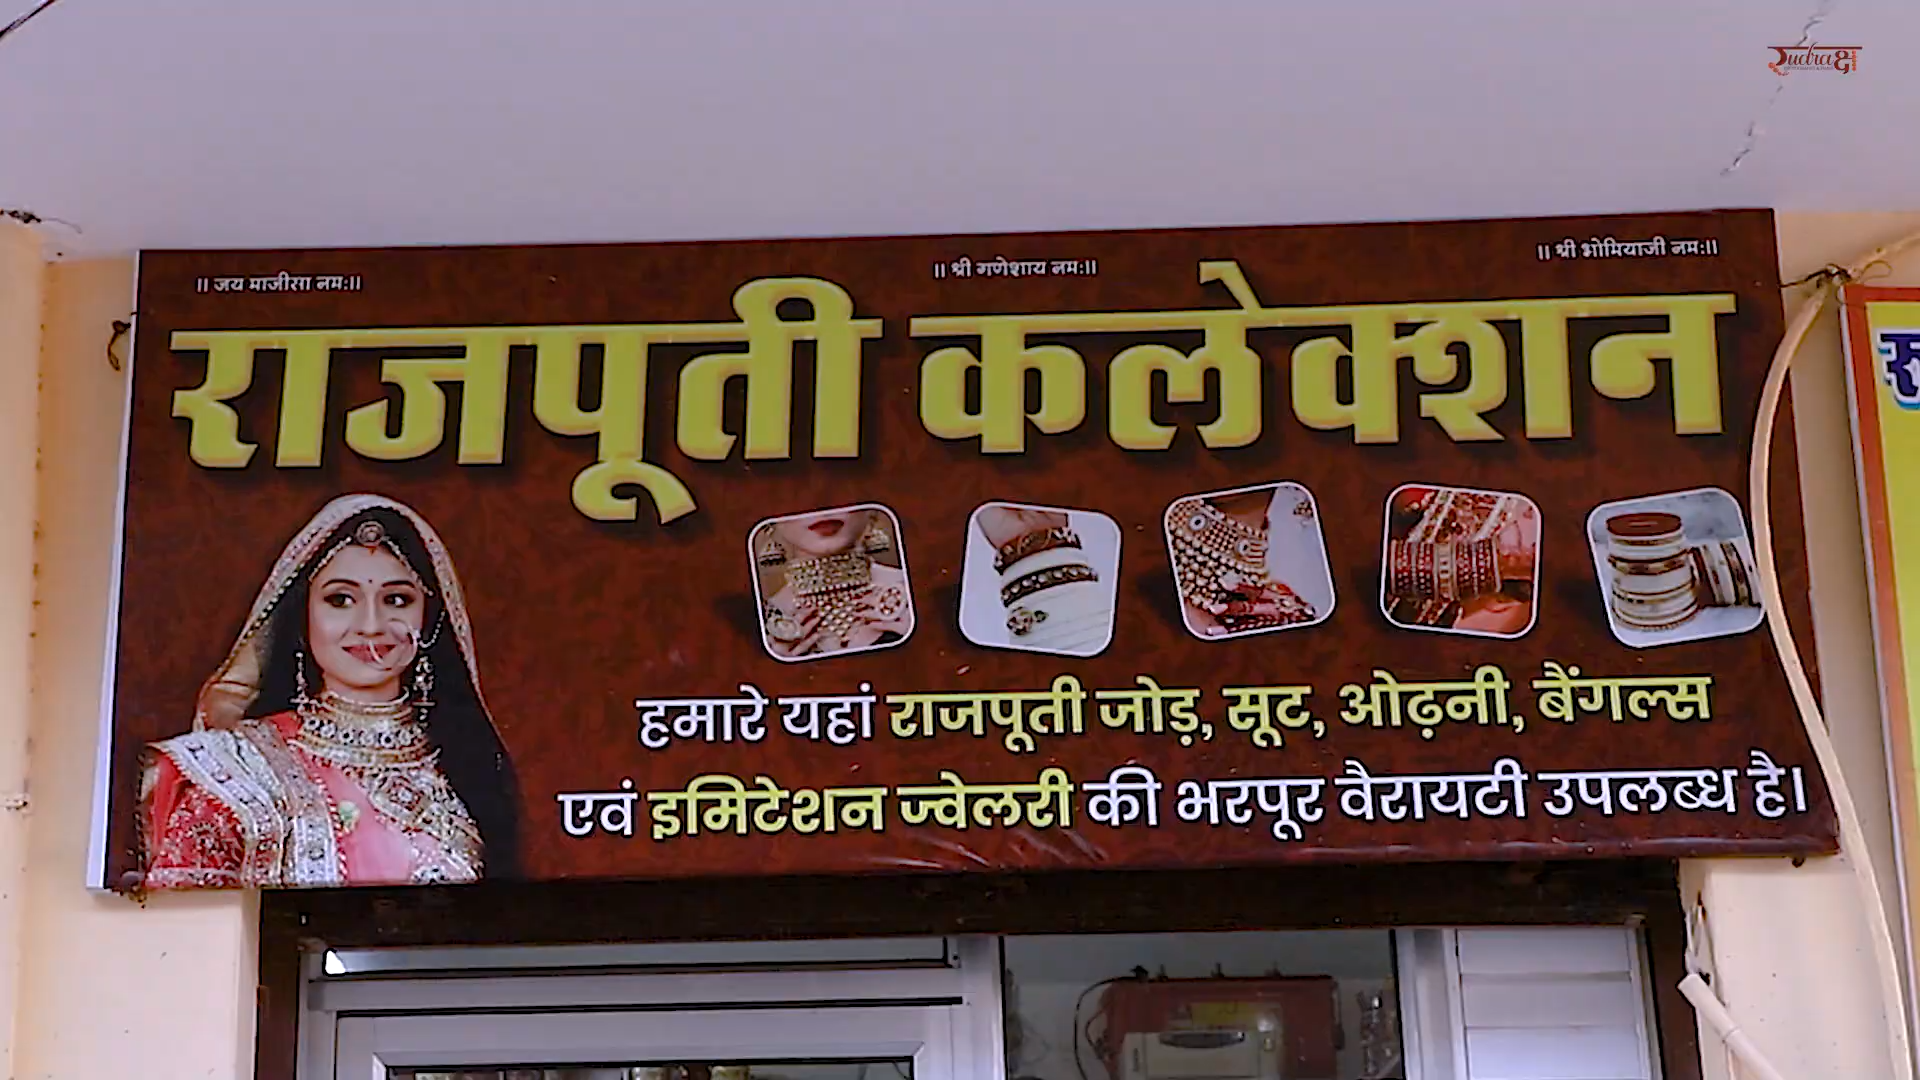 ॥ जय माजीसा नमः॥
॥ श्री गणेशाय नमः॥
॥ श्री भोमियाजी नमः॥
राजपूती कलेक्शन
हमारे यहां राजपूती जोड़, सूट, ओढ़नी, बैंगल्स
एवं इमिटेशन ज्वेलरी की भरपूर वैरायटी उपलब्ध है।